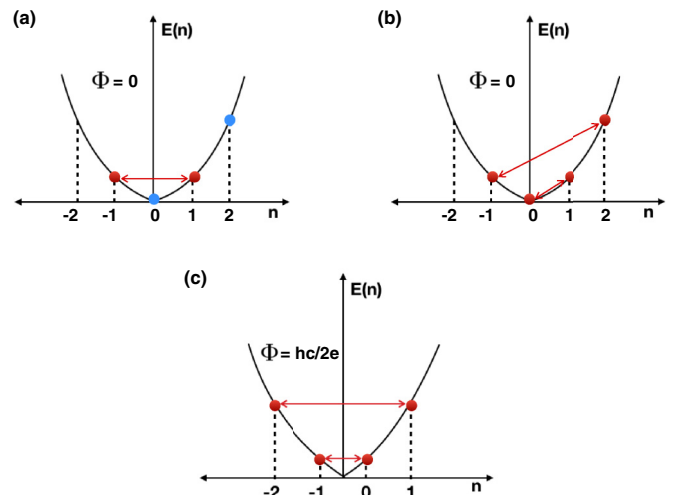 (a)
E(n)
Φ = 0
-2 -1 0 1 2 n
(b)
E(n)
Φ = 0
-2 -1 0 1 2 n
(c)
E(n)
Φ = hc/2e
-2 -1 0 1 n